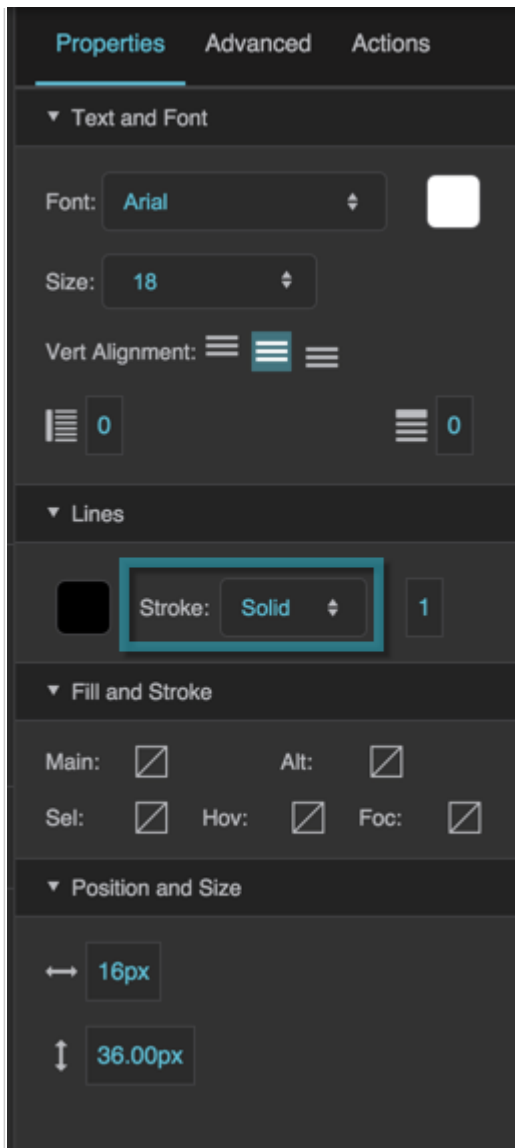 Properties Advanced Actions
Text and Font
Font: Arial
Size: 18
Vert Alignment:
0 0
Lines
Stroke: Solid 1
Fill and Stroke
Main: Alt:
Sel: Hov: Foc:
Position and Size
16px
36.00px